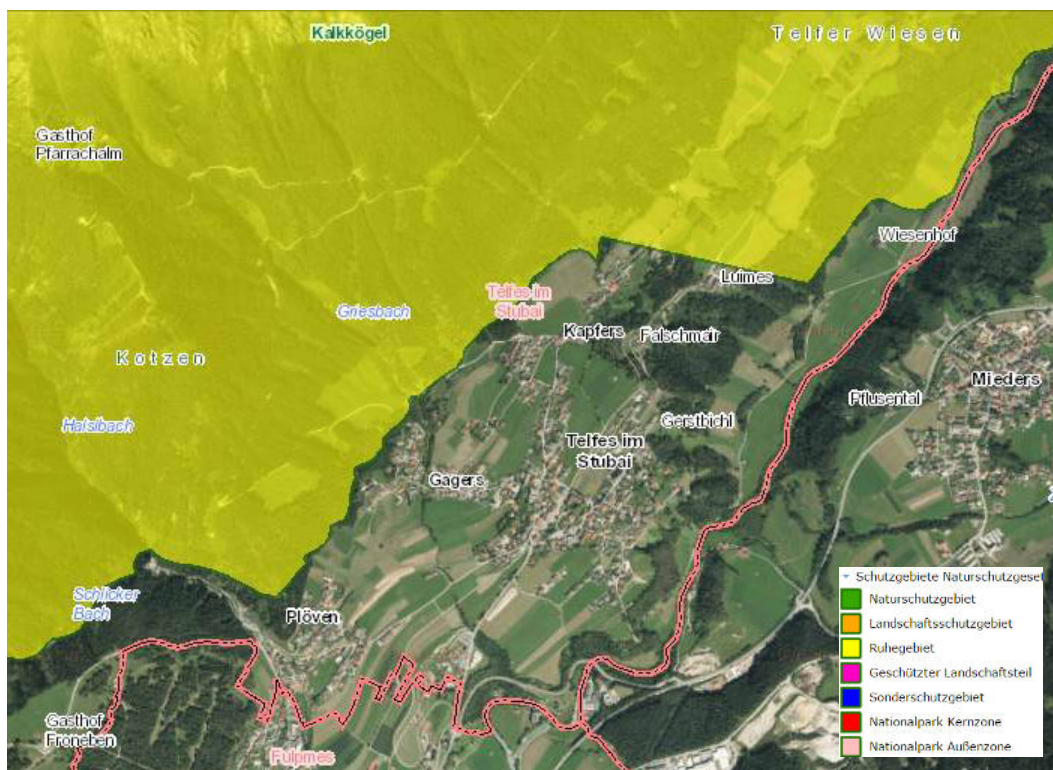 Kalkkögel
Telfer Wiesen
Gasthof
Pfarrachalm
Wiesenhof
Luimes
Telfes im
Stubai
Griesbach
Kapfers
Falschmair
Kotzen
Mieders
Pflusental
Halslbach
Gerstbichl
Telfes im
Stubai
Gagers
Schlicker
Bach
Plöven
Gasthof
Froneben
Fulpmes
Schutzgebiete Naturschutzgeset
Naturschutzgebiet
Landschaftsschutzgebiet
Ruhegebiet
Geschützter Landschaftsteil
Sonderschutzgebiet
Nationalpark Kernzone
Nationalpark Außenzone